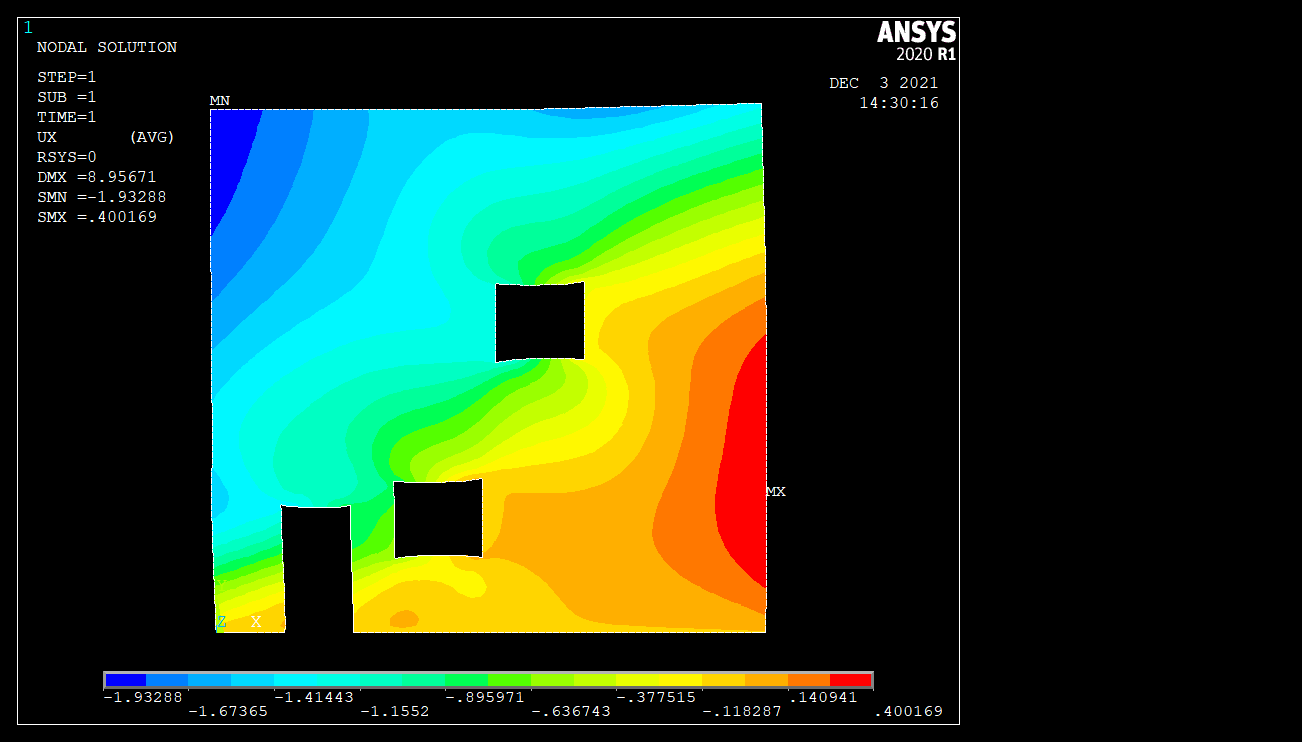 1
ANSYS
2020 R1
NODAL SOLUTION
STEP=1
SUB =1
TIME=1
UX (AVG)
RSYS=0
DMX =8.95671
SMN =-1.93288
SMX =.400169
DEC 3 2021
14:30:16
MN
MX
Z X
-1.93288 -1.41443 -.895971 -.377515 .140941
-1.67365 -1.1552 -.636743 -.118287 .400169